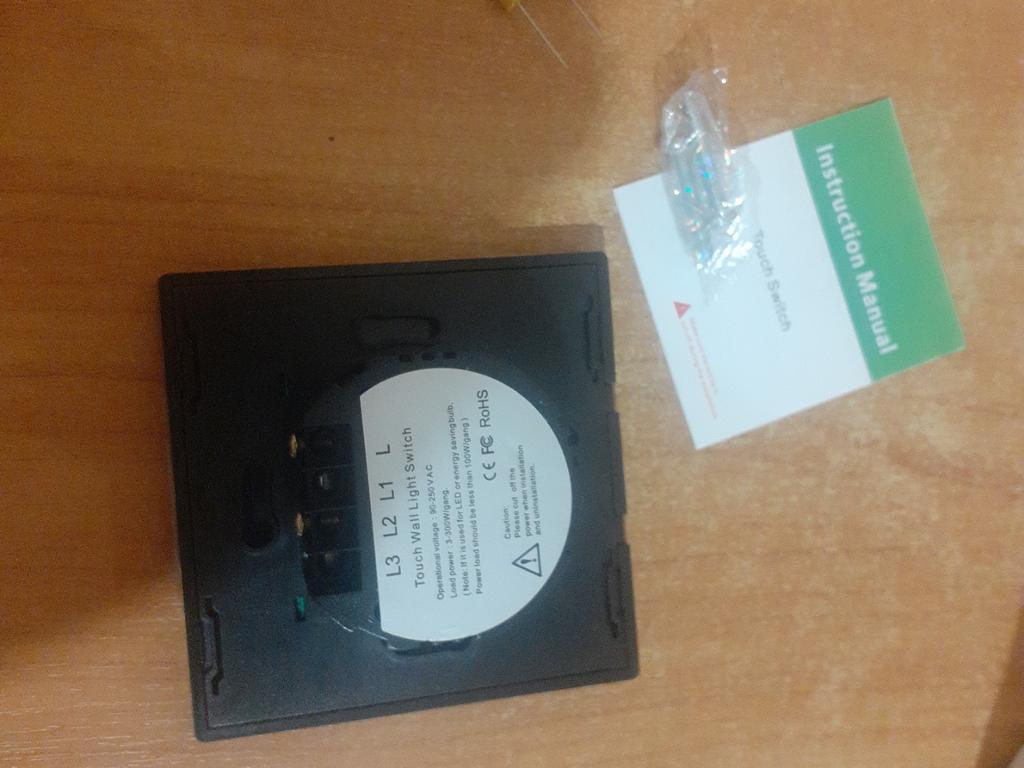 L3 L2 L1 L
Touch Wall Light Switch
Operational voltage : 90-250 V AC
Load power : 3-300W/gang.
( Note: If it is used for LED or energy saving bulb.
Power load should be less than 100W/gang )
CE FC RoHS
Caution:
Please cut off the
power when installation
and uninstallation.
Instruction Manual
Touch Switch